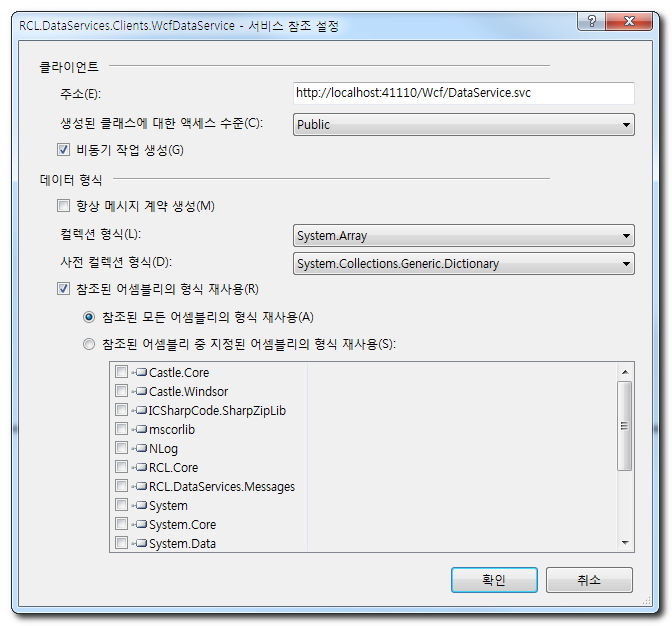 RCL.DataServices.Clients.WcfDataService - 서비스 참조 설정
클라이언트
주소(E): http://localhost:41110/Wcf/DataService.svc
생성된 클래스에 대한 액세스 수준(C): Public
비동기 작업 생성(G)
데이터 형식
항상 메시지 계약 생성(M)
컬렉션 형식(L): System.Array
사전 컬렉션 형식(D): System.Collections.Generic.Dictionary
참조된 어셈블리의 형식 재사용(R)
참조된 모든 어셈블리의 형식 재사용(A)
참조된 어셈블리 중 지정된 어셈블리의 형식 재사용(S):
Castle.Core
Castle.Windsor
ICSharpCode.SharpZipLib
mscorlib
NLog
RCL.Core
RCL.DataServices.Messages
System
System.Core
System.Data
확인 취소